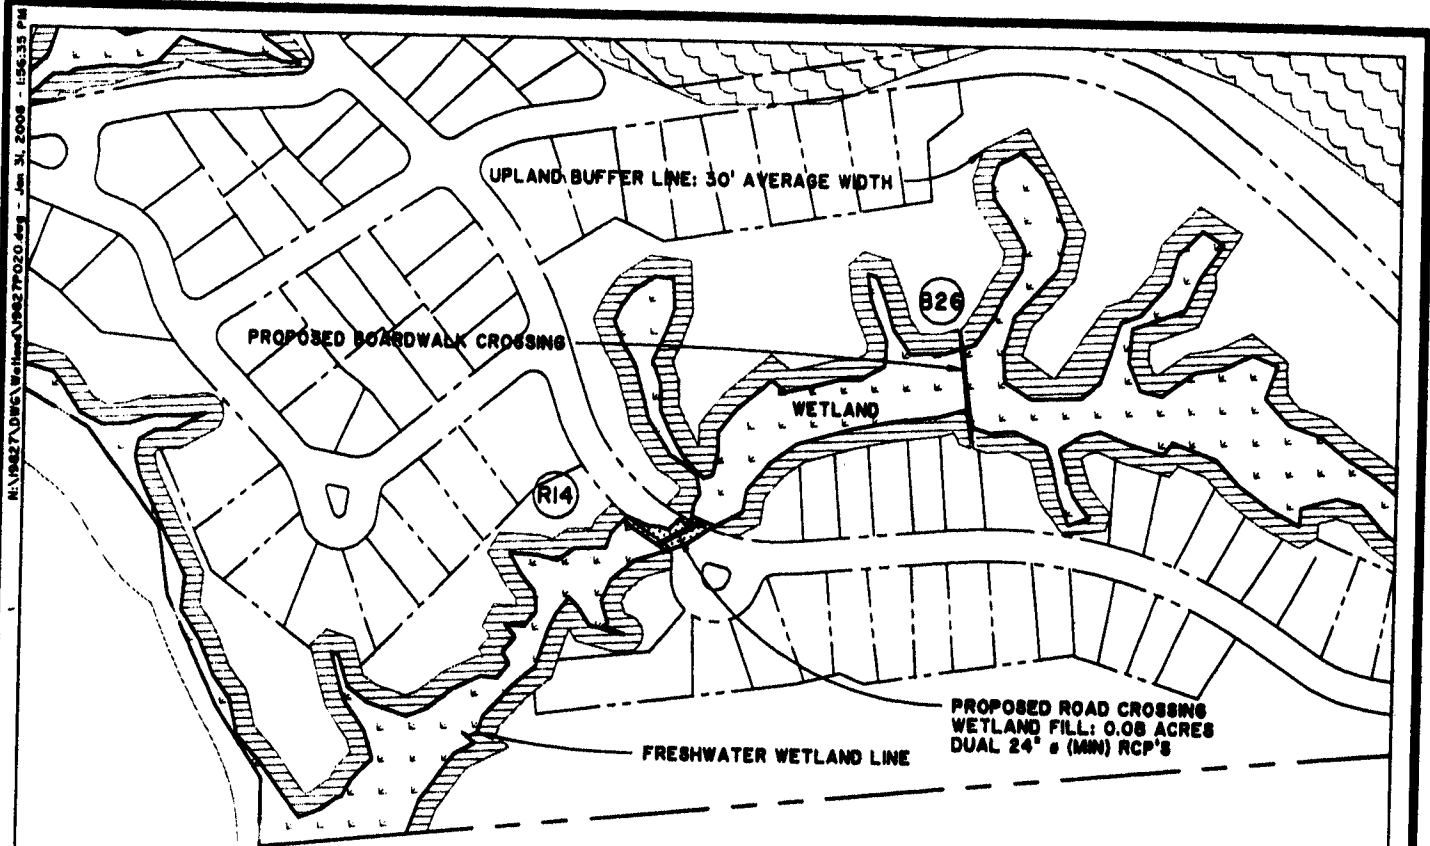 N:\19827\DWG\Wetland\19827P020.dwg - Jan 31, 2006 - 1:56:35 PM
UPLAND BUFFER LINE: 30' AVERAGE WIDTH
B26
PROPOSED BOARDWALK CROSSING
WETLAND
R14
PROPOSED ROAD CROSSING
WETLAND FILL: 0.08 ACRES
DUAL 24" ø (MIN) RCP'S
FRESHWATER WETLAND LINE